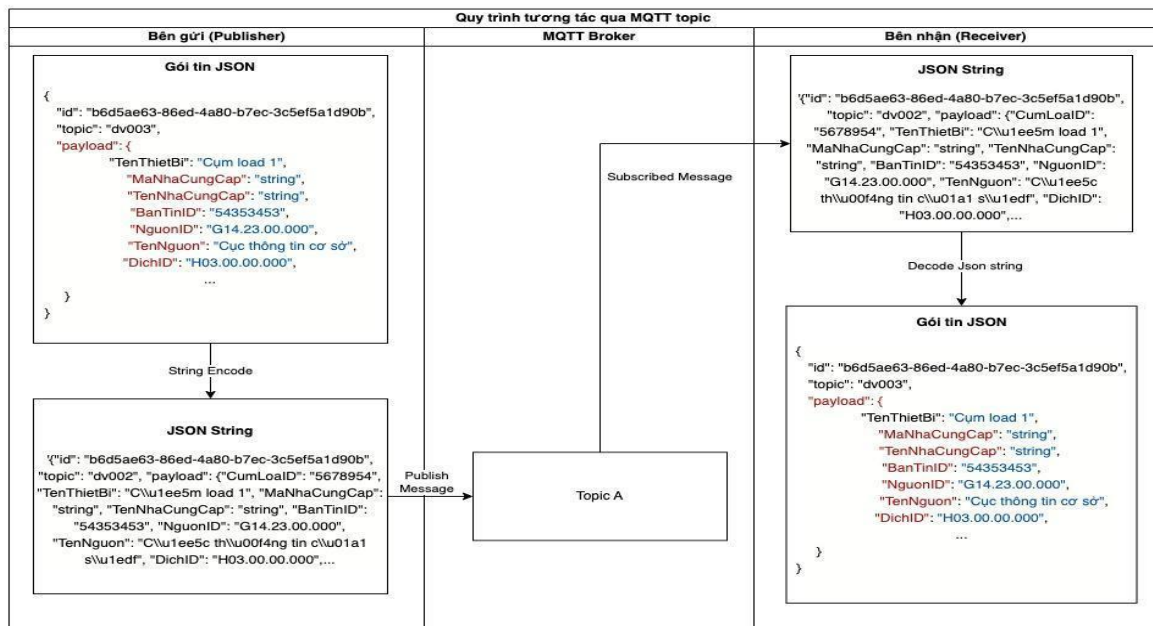 Quy trình tương tác qua MQTT topic
Bên gửi (Publisher)
MQTT Broker
Bên nhận (Receiver)
Gói tin JSON
{
"id": "b6d5ae63-86ed-4a80-b7ec-3c5ef5a1d90b",
"topic": "dv003",
"payload": {
"TenThietBi": "Cụm load 1",
"MaNhaCungCap": "string",
"TenNhaCungCap": "string",
"BanTinID": "54353453",
"NguonID": "G14.23.00.000",
"TenNguon": "Cục thông tin cơ sở",
"DichID": "H03.00.00.000",
...
}
}
String Encode
JSON String
'{"id": "b6d5ae63-86ed-4a80-b7ec-3c5ef5a1d90b",
"topic": "dv002", "payload": {"CumLoaID": "5678954",
"TenThietBi": "C\\u1ee5m load 1", "MaNhaCungCap":
"string", "TenNhaCungCap": "string", "BanTinID":
"54353453", "NguonID": "G14.23.00.000",
"TenNguon": "C\\u1ee5c th\\u00f4ng tin c\\u01a1
s\\u1edf", "DichID": "H03.00.00.000",...
Publish
Message
Topic A
Subscribed Message
JSON String
'{"id": "b6d5ae63-86ed-4a80-b7ec-3c5ef5a1d90b",
"topic": "dv002", "payload": {"CumLoaID":
"5678954", "TenThietBi": "C\\u1ee5m load 1",
"MaNhaCungCap": "string", "TenNhaCungCap":
"string", "BanTinID": "54353453", "NguonID":
"G14.23.00.000", "TenNguon": "C\\u1ee5c
th\\u00f4ng tin c\\u01a1 s\\u1edf", "DichID":
"H03.00.00.000",...
Decode Json string
Gói tin JSON
{
"id": "b6d5ae63-86ed-4a80-b7ec-3c5ef5a1d90b",
"topic": "dv003",
"payload": {
"TenThietBi": "Cụm load 1",
"MaNhaCungCap": "string",
"TenNhaCungCap": "string",
"BanTinID": "54353453",
"NguonID": "G14.23.00.000",
"TenNguon": "Cục thông tin cơ sở",
"DichID": "H03.00.00.000",
...
}
}